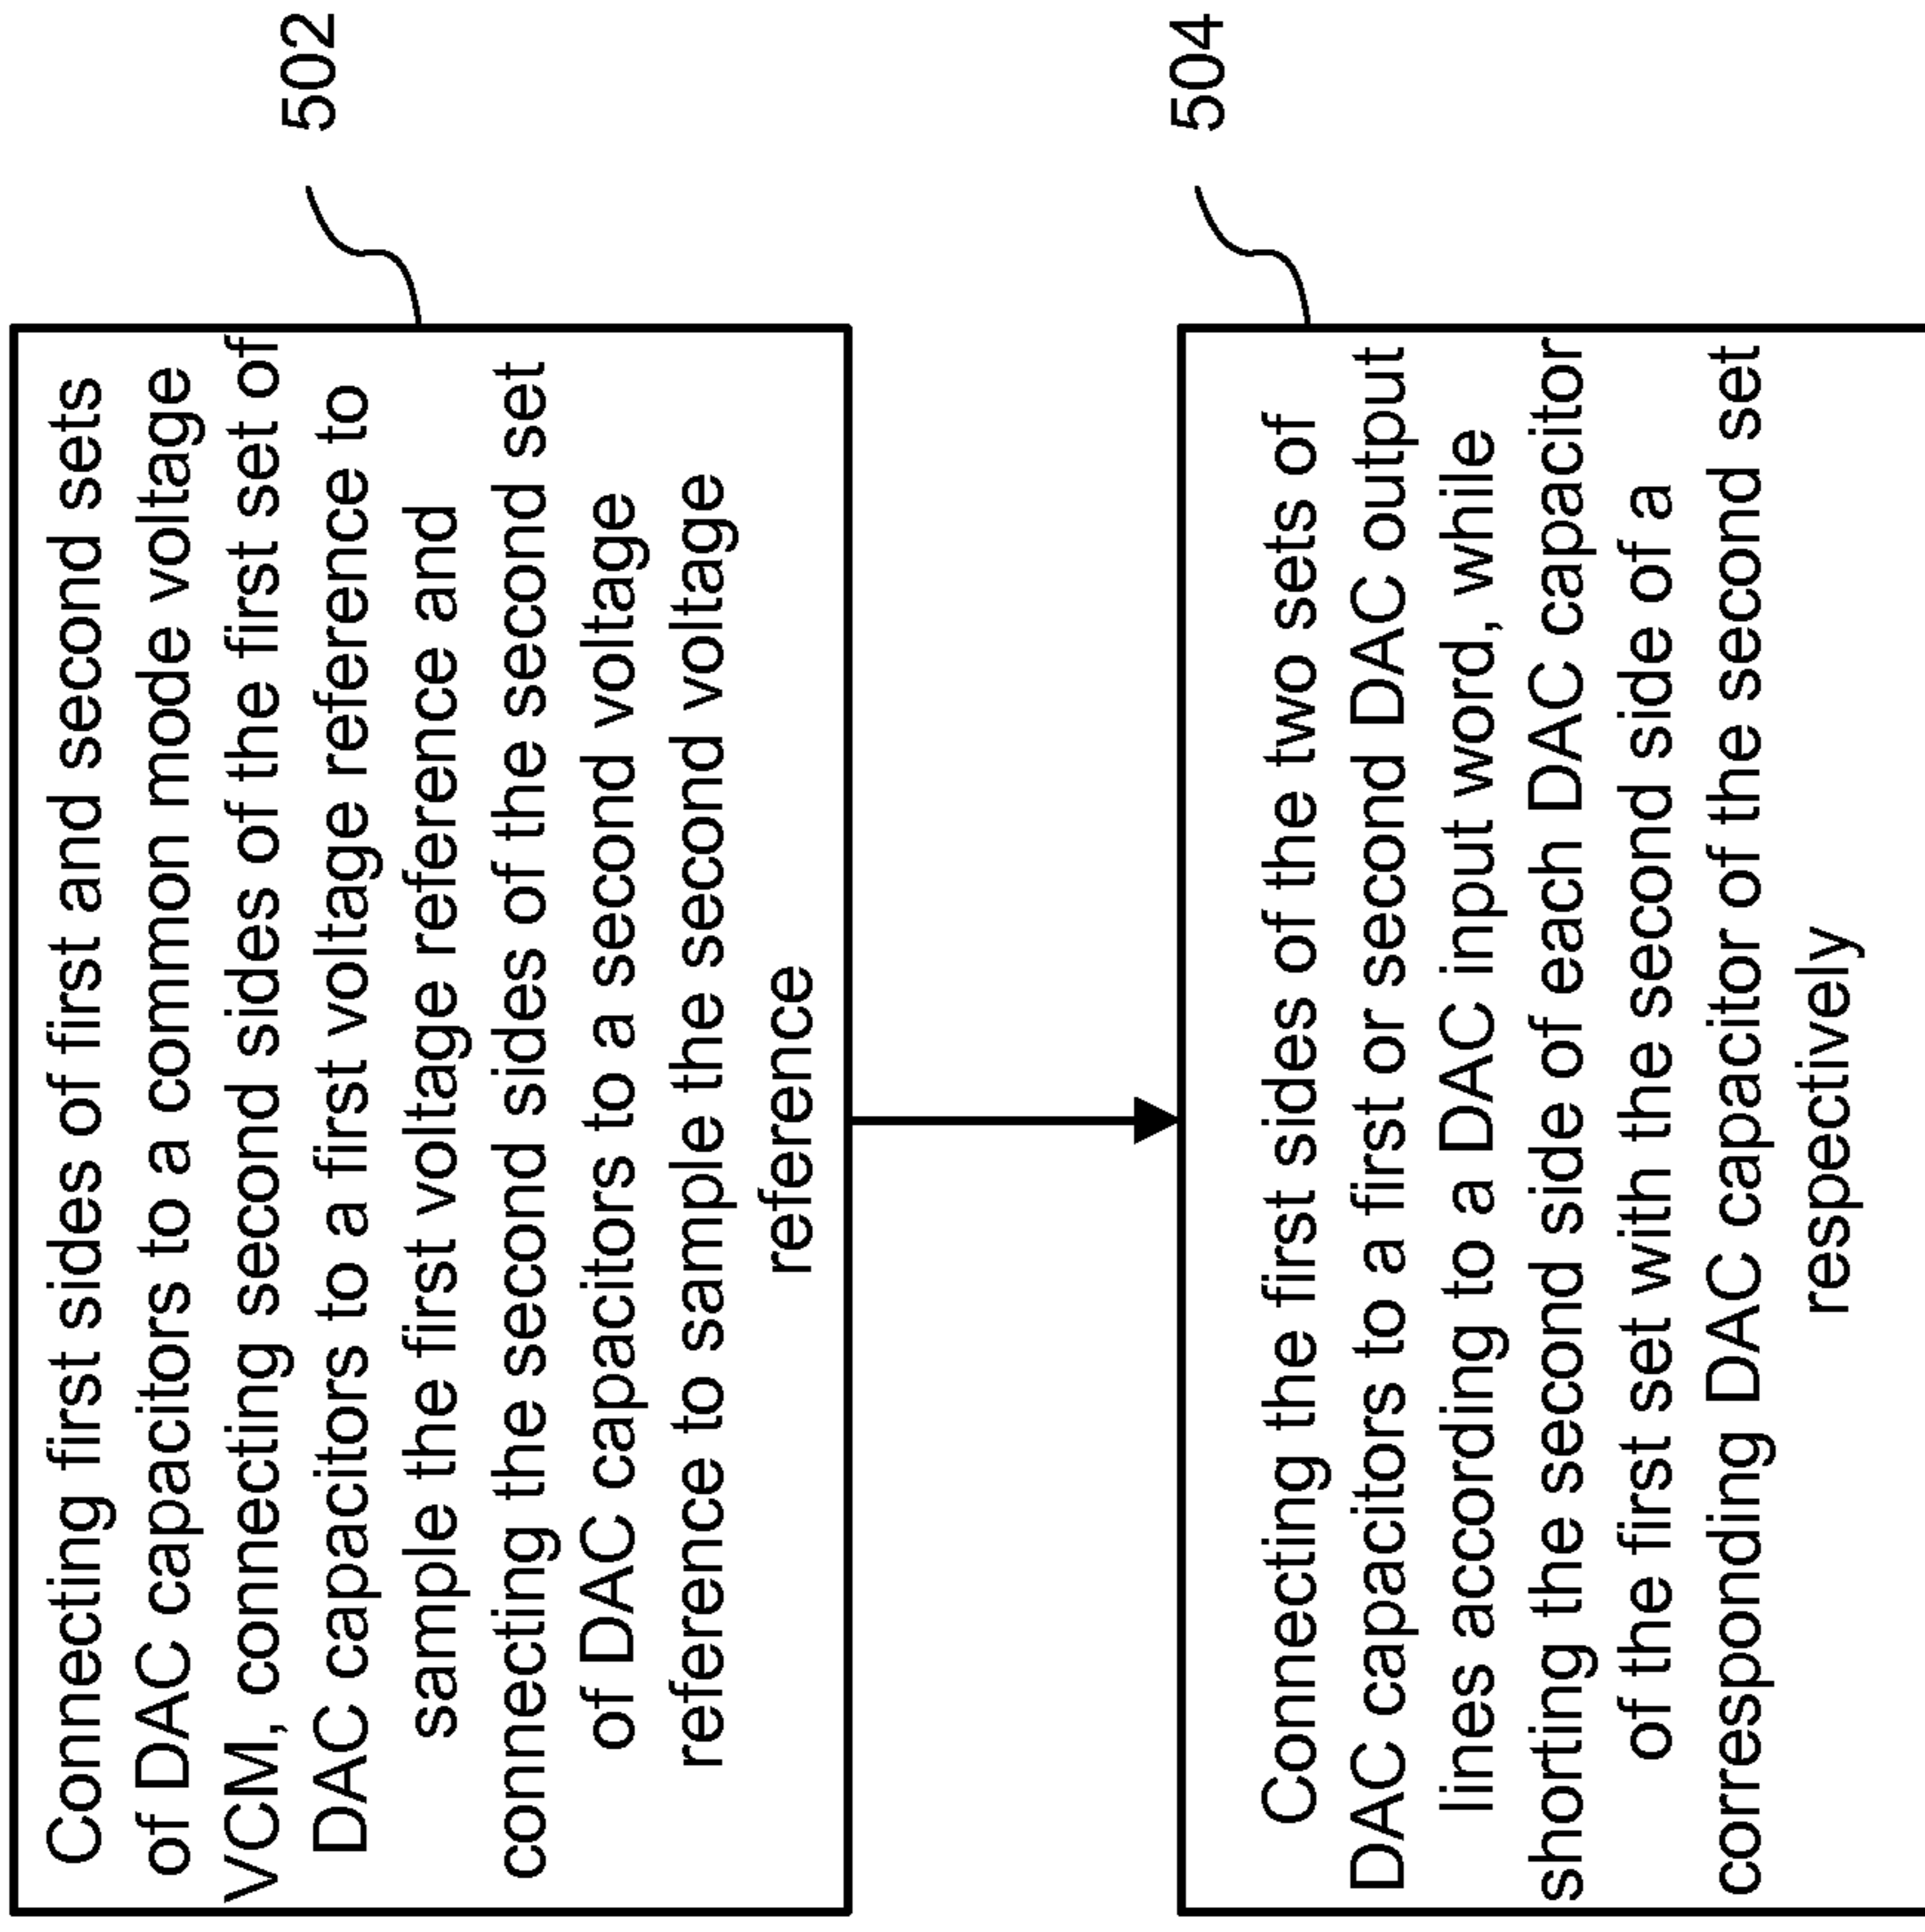 Connecting first sides of first and second sets
of DAC capacitors to a common mode voltage
VCM, connecting second sides of the first set of
DAC capacitors to a first voltage reference to
sample the first voltage reference and
connecting the second sides of the second set
of DAC capacitors to a second voltage
reference to sample the second voltage
reference
502
Connecting the first sides of the two sets of
DAC capacitors to a first or second DAC output
lines according to a DAC input word, while
shorting the second side of each DAC capacitor
of the first set with the second side of a
corresponding DAC capacitor of the second set
respectively
504